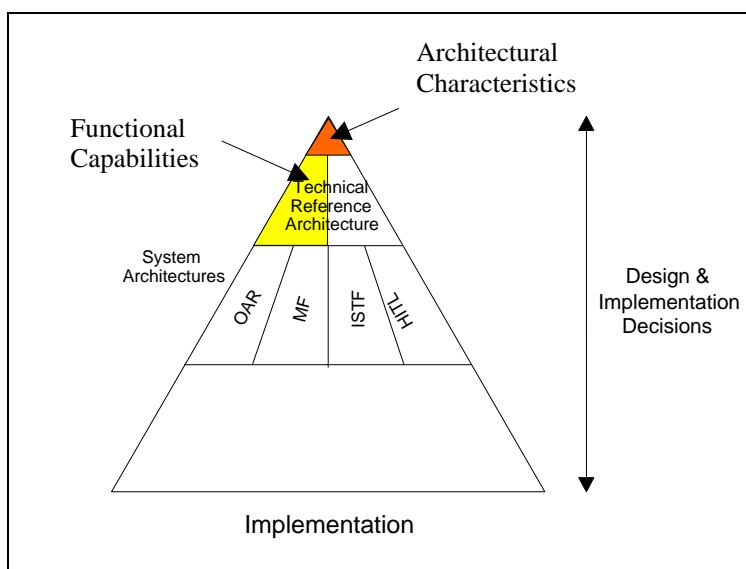 Architectural
Characteristics
Functional
Capabilities
Technical
Reference
Architecture
System
Architectures
OAR
MF
ISTF
HITL
Design &
Implementation
Decisions
Implementation